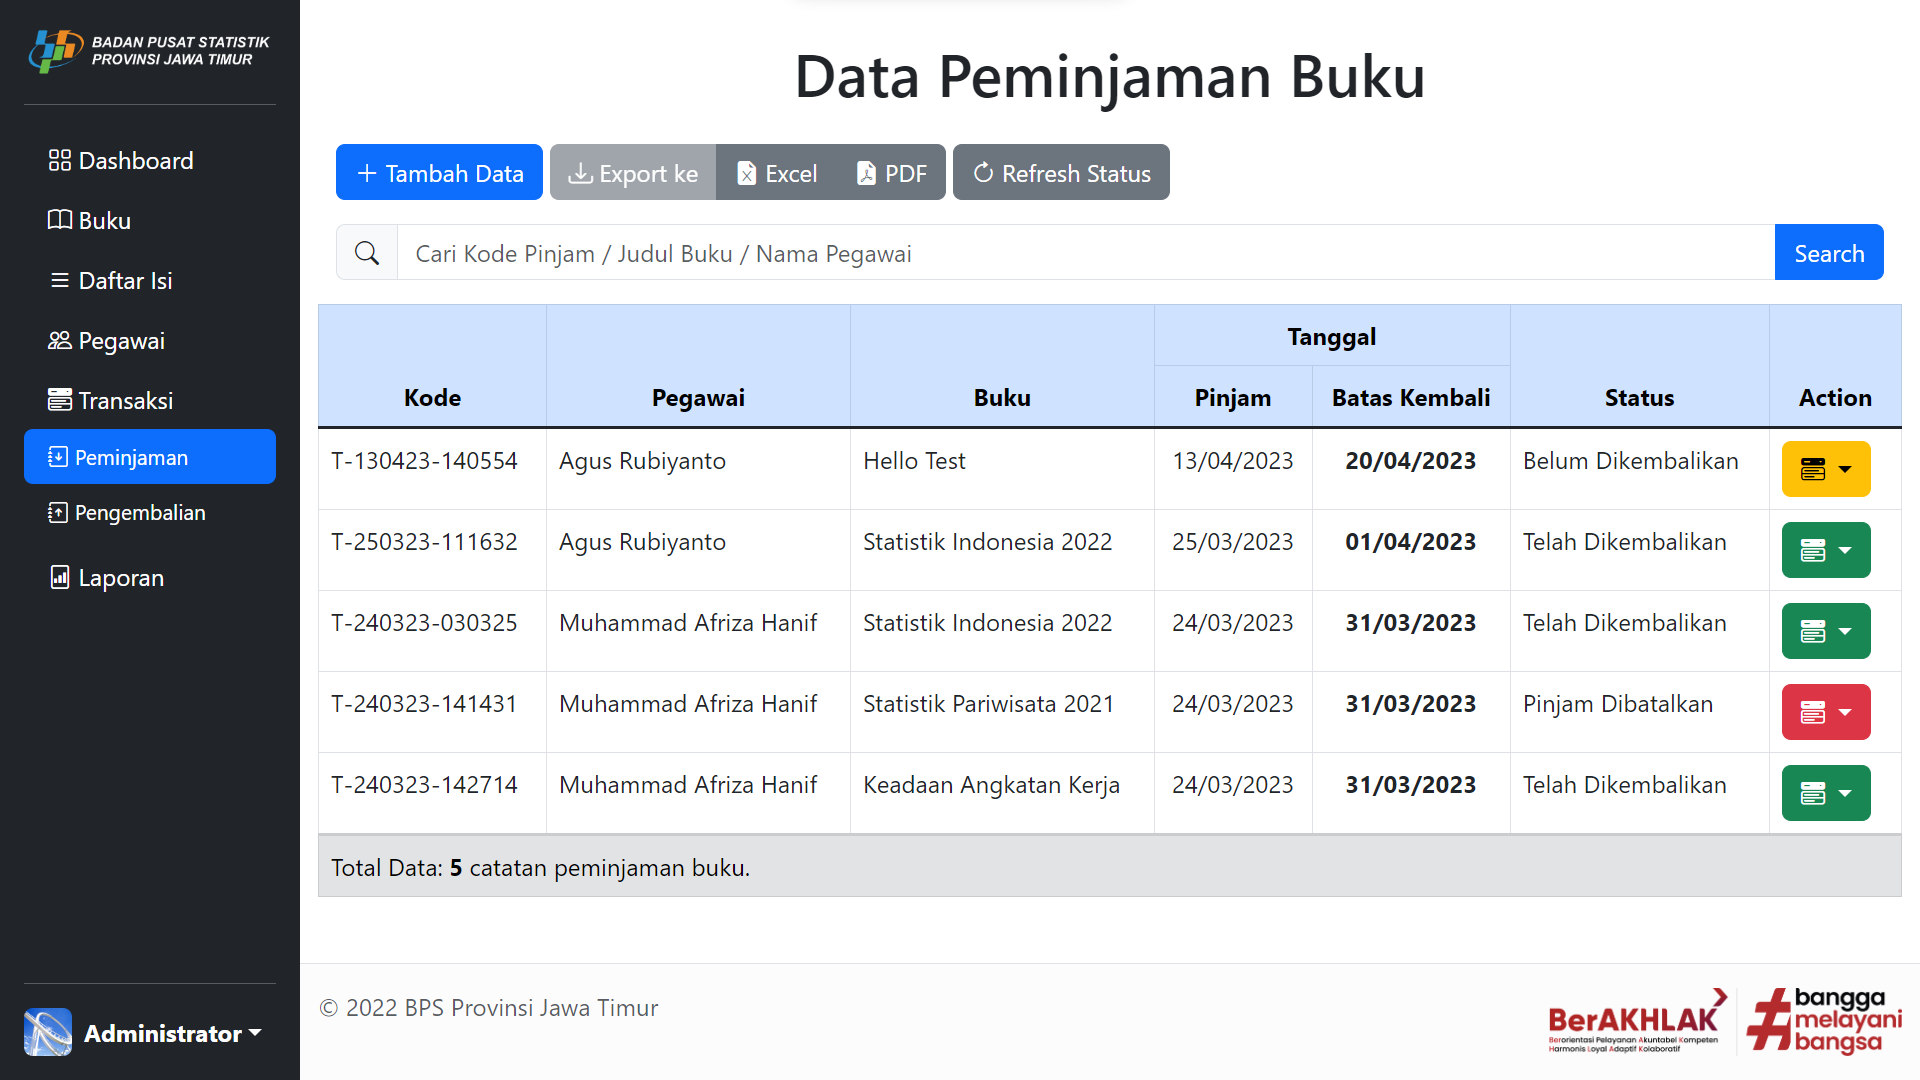 BADAN PUSAT STATISTIK
PROVINSI JAWA TIMUR
Dashboard
Buku
Daftar Isi
Pegawai
Transaksi
Peminjaman
Pengembalian
Laporan
Administrator
Data Peminjaman Buku
Tambah Data Export ke Excel PDF Refresh Status
Cari Kode Pinjam / Judul Buku / Nama Pegawai Search
Tanggal
Kode Pegawai Buku Pinjam Batas Kembali Status Action
T-130423-140554 Agus Rubiyanto Hello Test 13/04/2023 20/04/2023 Belum Dikembalikan
T-250323-111632 Agus Rubiyanto Statistik Indonesia 2022 25/03/2023 01/04/2023 Telah Dikembalikan
T-240323-030325 Muhammad Afriza Hanif Statistik Indonesia 2022 24/03/2023 31/03/2023 Telah Dikembalikan
T-240323-141431 Muhammad Afriza Hanif Statistik Pariwisata 2021 24/03/2023 31/03/2023 Pinjam Dibatalkan
T-240323-142714 Muhammad Afriza Hanif Keadaan Angkatan Kerja 24/03/2023 31/03/2023 Telah Dikembalikan
Total Data: 5 catatan peminjaman buku.
© 2022 BPS Provinsi Jawa Timur
BerAKHLAK
Berorientasi Pelayanan Akuntabel Kompeten
Harmonis Loyal Adaptif Kolaboratif
# bangga
melayani
bangsa